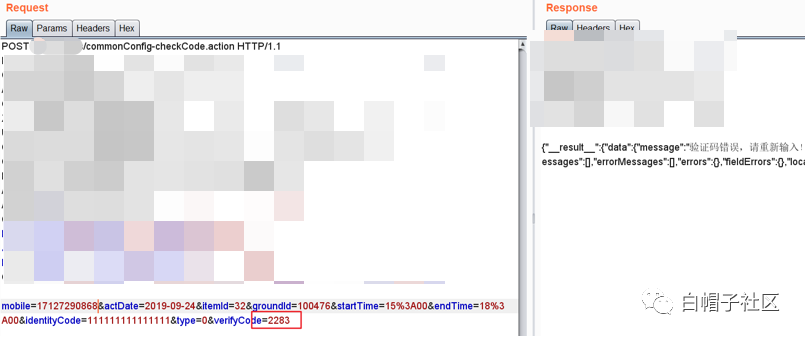 Request
Response
Raw Params Headers Hex
Raw Headers Hex
POST /commonConfig-checkCode.action HTTP/1.1
{"__result__":{"data":{"message":"验证码错误，请重新输入!
essages":[],"errorMessages":[],"errors":{},"fieldErrors":{},"loca
mobile=17127290868&actDate=2019-09-24&itemId=32&groundId=100476&startTime=15%3A00&endTime=18%3
A00&identityCode=111111111111111&type=0&verifyCode=2283
白帽子社区